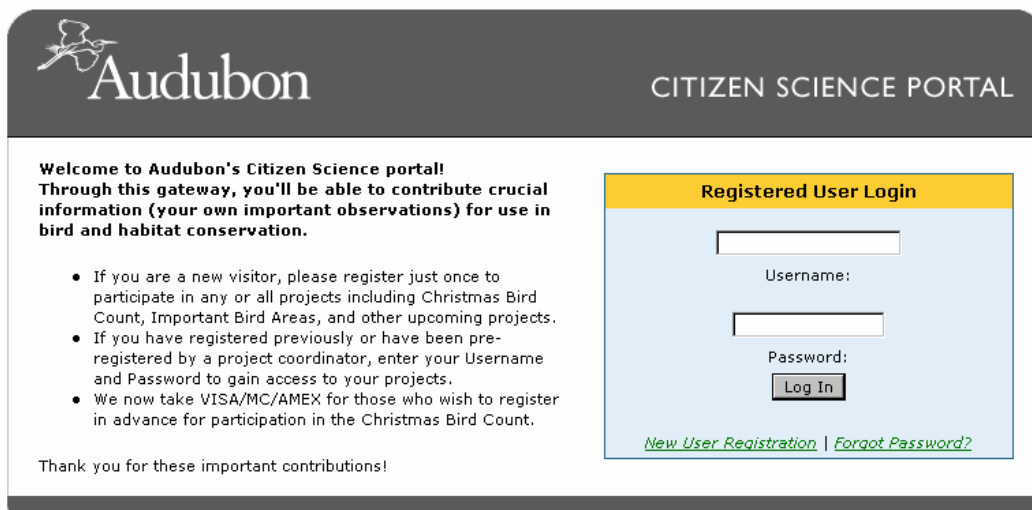 Audubon
CITIZEN SCIENCE PORTAL
Welcome to Audubon's Citizen Science portal!
Through this gateway, you'll be able to contribute crucial
information (your own important observations) for use in
bird and habitat conservation.
● If you are a new visitor, please register just once to
participate in any or all projects including Christmas Bird
Count, Important Bird Areas, and other upcoming projects.
● If you have registered previously or have been pre-
registered by a project coordinator, enter your Username
and Password to gain access to your projects.
● We now take VISA/MC/AMEX for those who wish to register
in advance for participation in the Christmas Bird Count.
Thank you for these important contributions!
Registered User Login
Username:
Password:
Log In
New User Registration | Forgot Password?